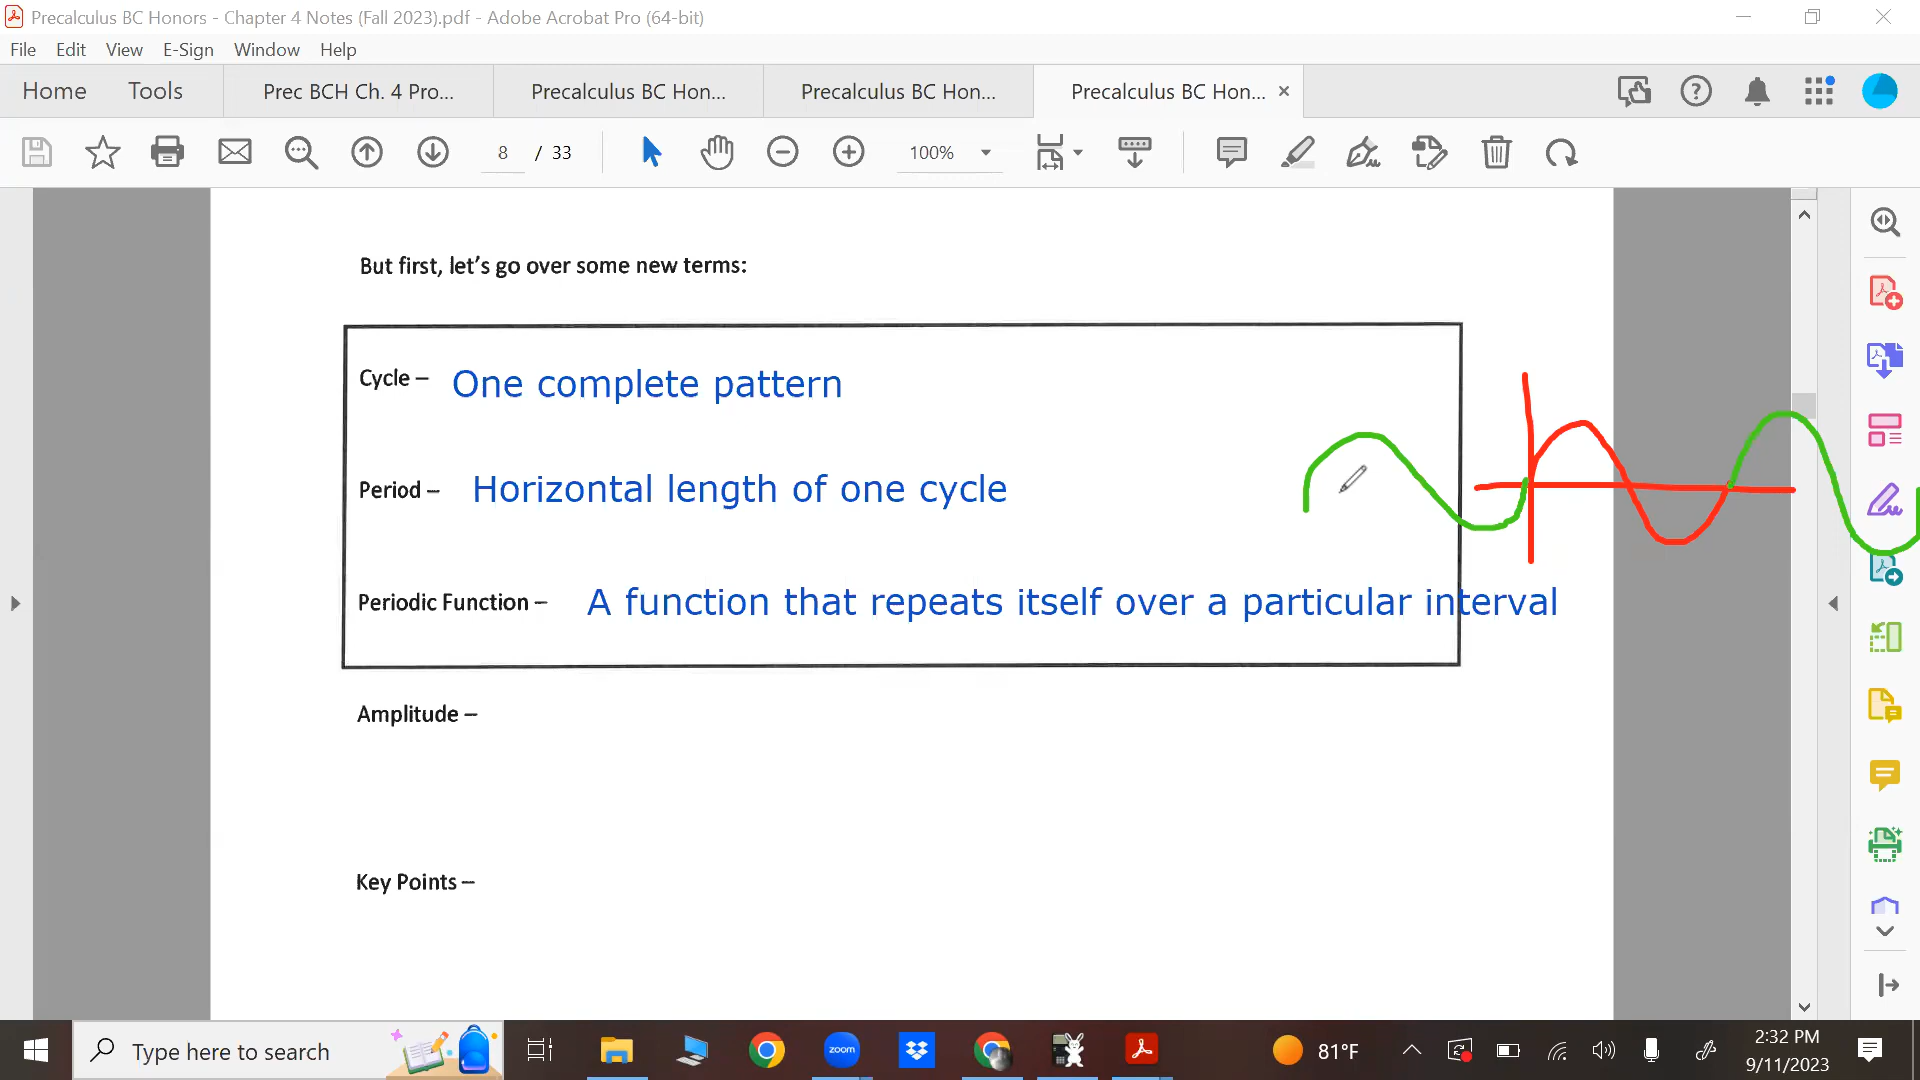 Precalculus BC Honors - Chapter 4 Notes (Fall 2023).pdf - Adobe Acrobat Pro (64-bit)
File Edit View E-Sign Window Help
Home Tools Prec BCH Ch. 4 Pro... Precalculus BC Hon... Precalculus BC Hon... Precalculus BC Hon... ×
8 / 33 100%
But first, let's go over some new terms:
Cycle – One complete pattern
Period – Horizontal length of one cycle
Periodic Function – A function that repeats itself over a particular interval
Amplitude –
Key Points –
Type here to search zoom 81°F 2:32 PM
9/11/2023